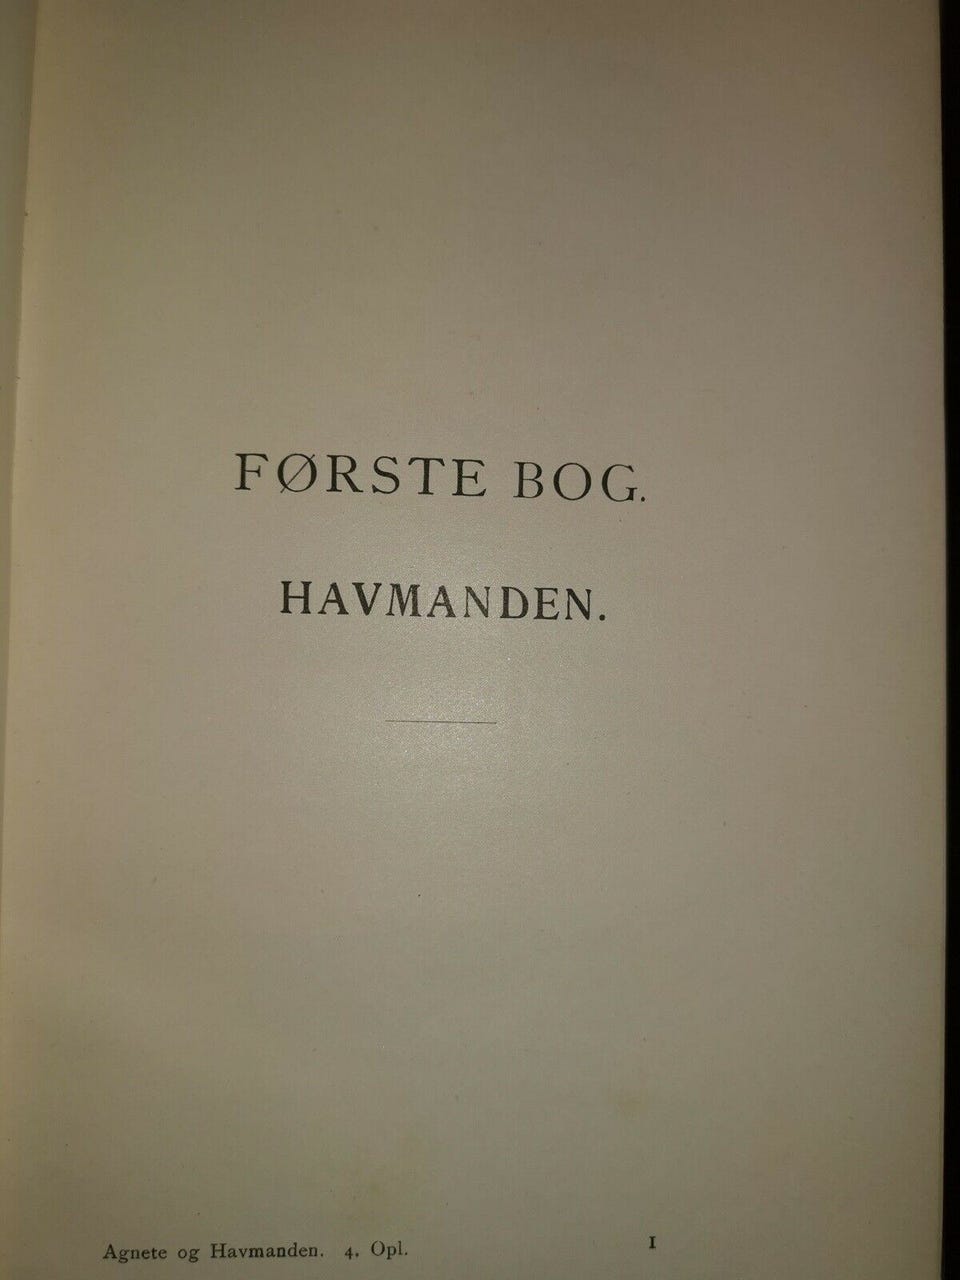 FØRSTE BOG.
HAVMANDEN.
Agnete og Havmanden. 4. Opl. 1